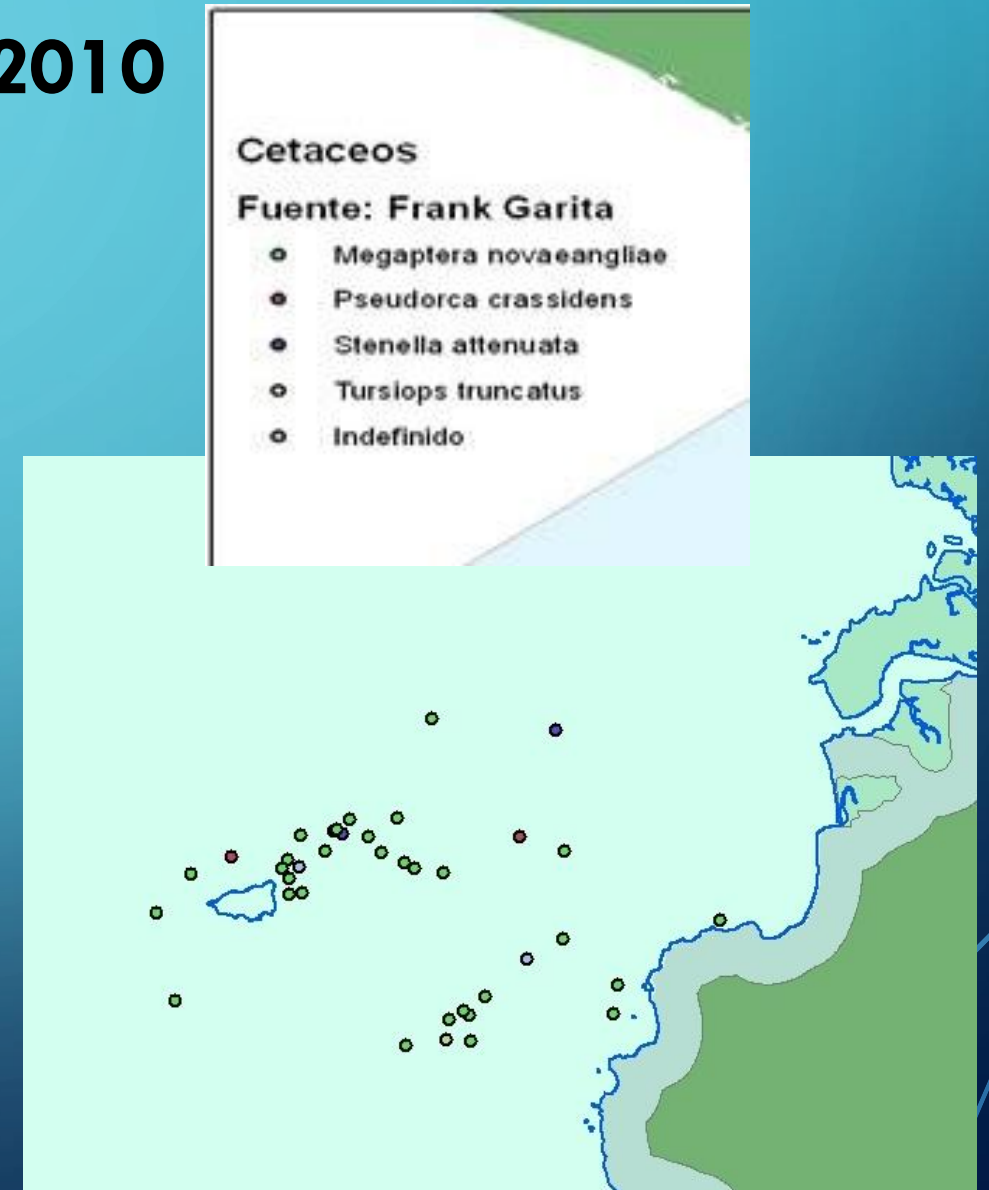 2010
Cetaceos
Fuente: Frank Garita
Megaptera novaeangliae
Pseudorca crassidens
Stenella attenuata
Tursiops truncatus
Indefinido